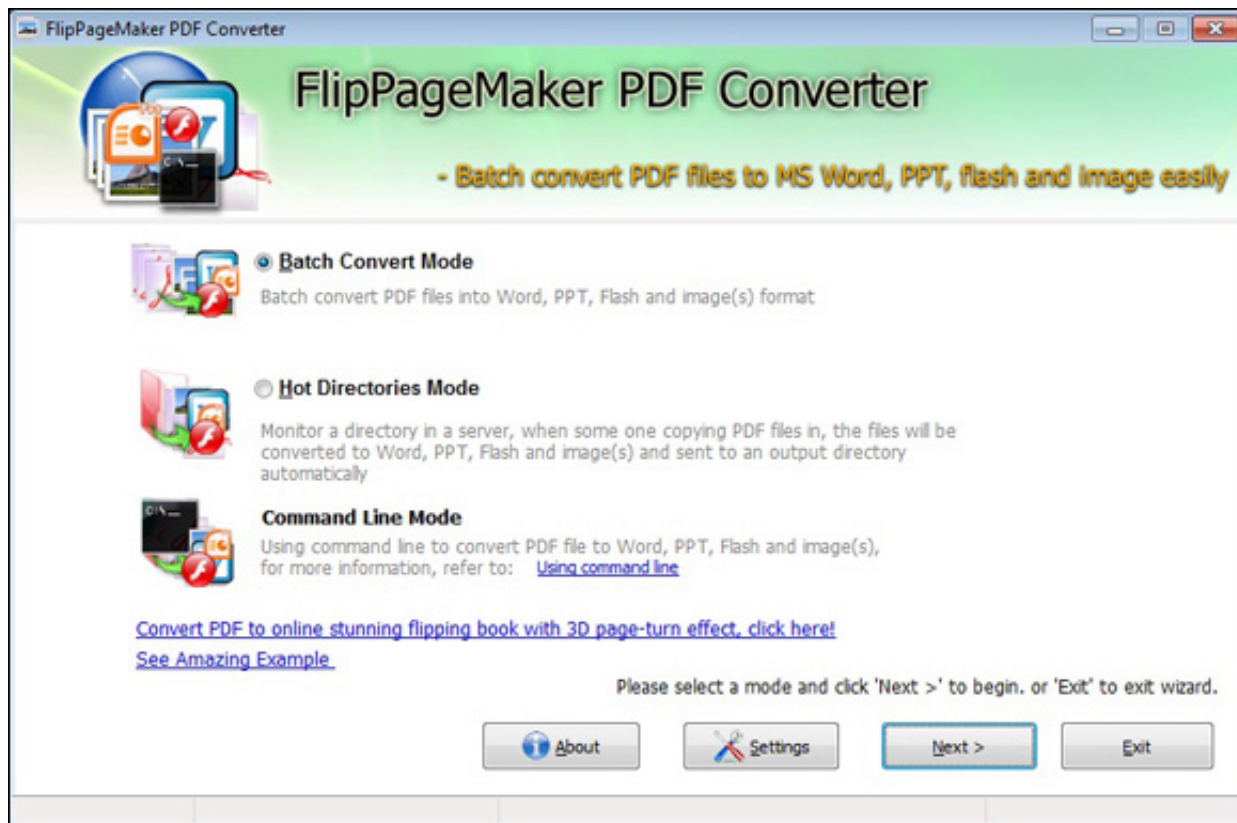 FlipPageMaker PDF Converter
FlipPageMaker PDF Converter
- Batch convert PDF files to MS Word, PPT, flash and image easily
Batch Convert Mode
Batch convert PDF files into Word, PPT, Flash and image(s) format
Hot Directories Mode
Monitor a directory in a server, when some one copying PDF files in, the files will be
converted to Word, PPT, Flash and image(s) and sent to an output directory
automatically
C:\_
Command Line Mode
Using command line to convert PDF file to Word, PPT, Flash and image(s),
for more information, refer to: Using command line
Convert PDF to online stunning flipping book with 3D page-turn effect, click here!
See Amazing Example
Please select a mode and click 'Next >' to begin. or 'Exit' to exit wizard.
About Settings Next > Exit